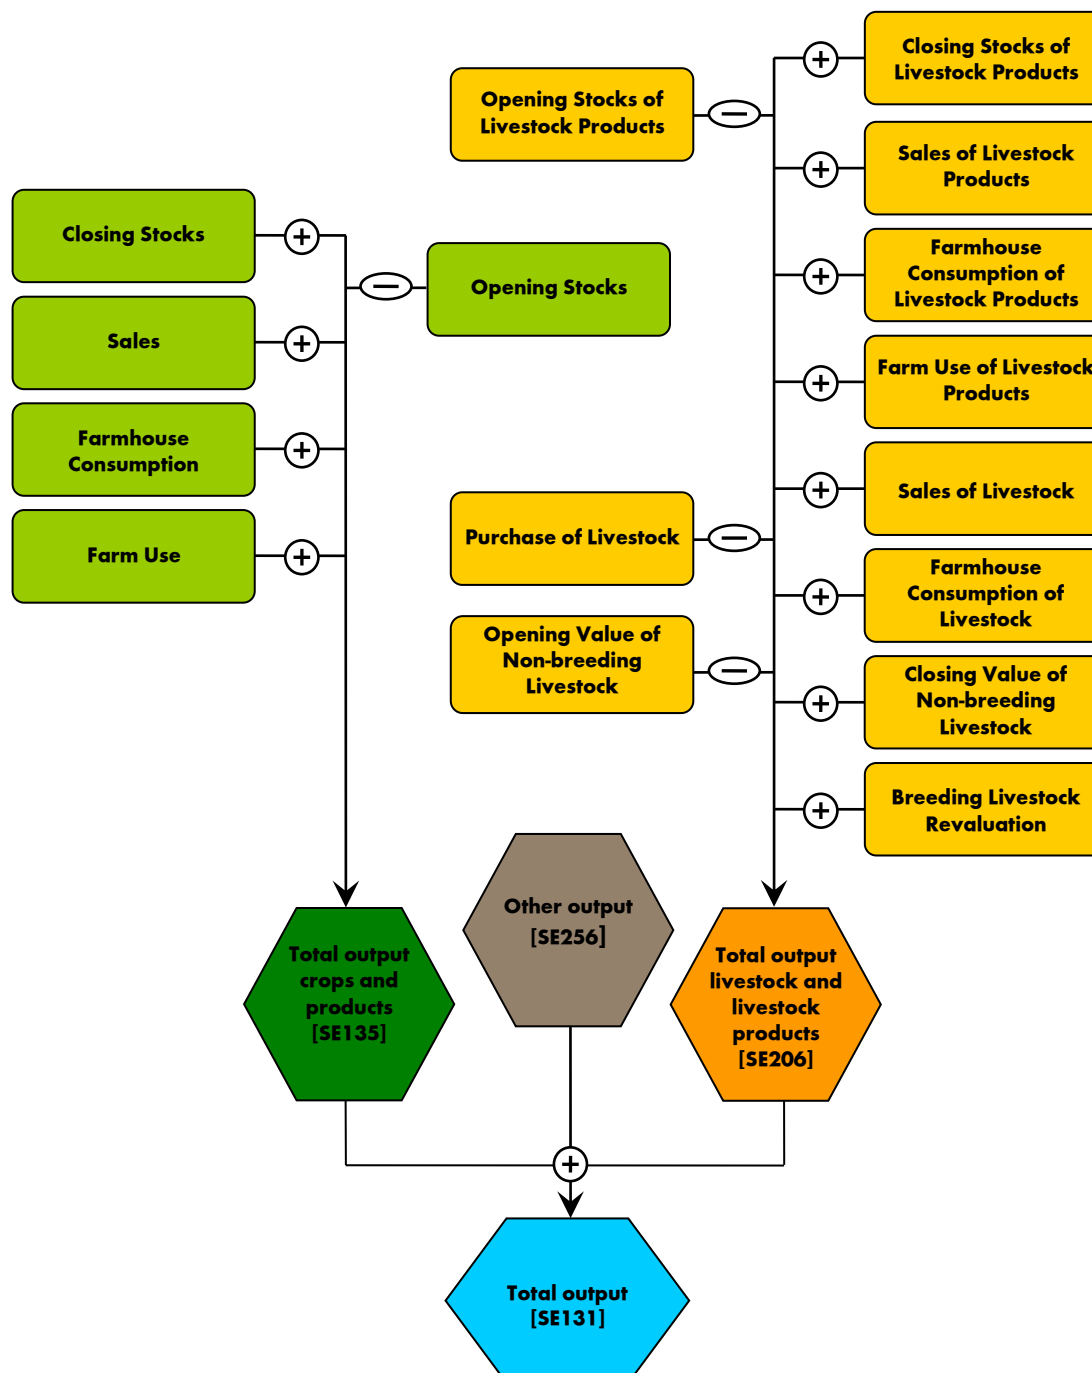 Closing Stocks of
Livestock Products
Opening Stocks of
Livestock Products
Sales of Livestock
Products
Closing Stocks
Farmhouse
Consumption of
Livestock Products
Opening Stocks
Sales
Farm Use of Livestock
Products
Farmhouse
Consumption
Sales of Livestock
Purchase of Livestock
Farm Use
Farmhouse
Consumption of
Livestock
Opening Value of
Non-breeding
Livestock
Closing Value of
Non-breeding
Livestock
Breeding Livestock
Revaluation
Other output
[SE256]
Total output
crops and
products
[SE135]
Total output
livestock and
livestock
products
[SE206]
Total output
[SE131]